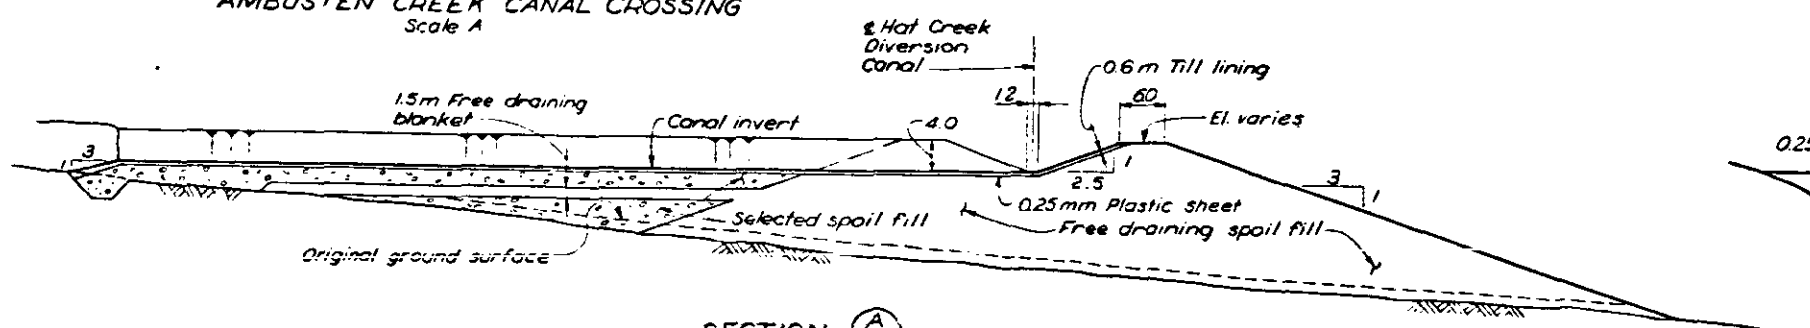 AMBUSTEN CREEK CANAL CROSSING
Scale A
℄ Hat Creek
Diversion
Canal
0.6 m Till lining
1.5m Free draining
blanket
12
60
Canal invert
4.0
El. varies
3
1
1
2.5
3
1
0.25
0.25mm Plastic sheet
Selected spoil fill
Free draining spoil fill
Original ground surface
SECTION A